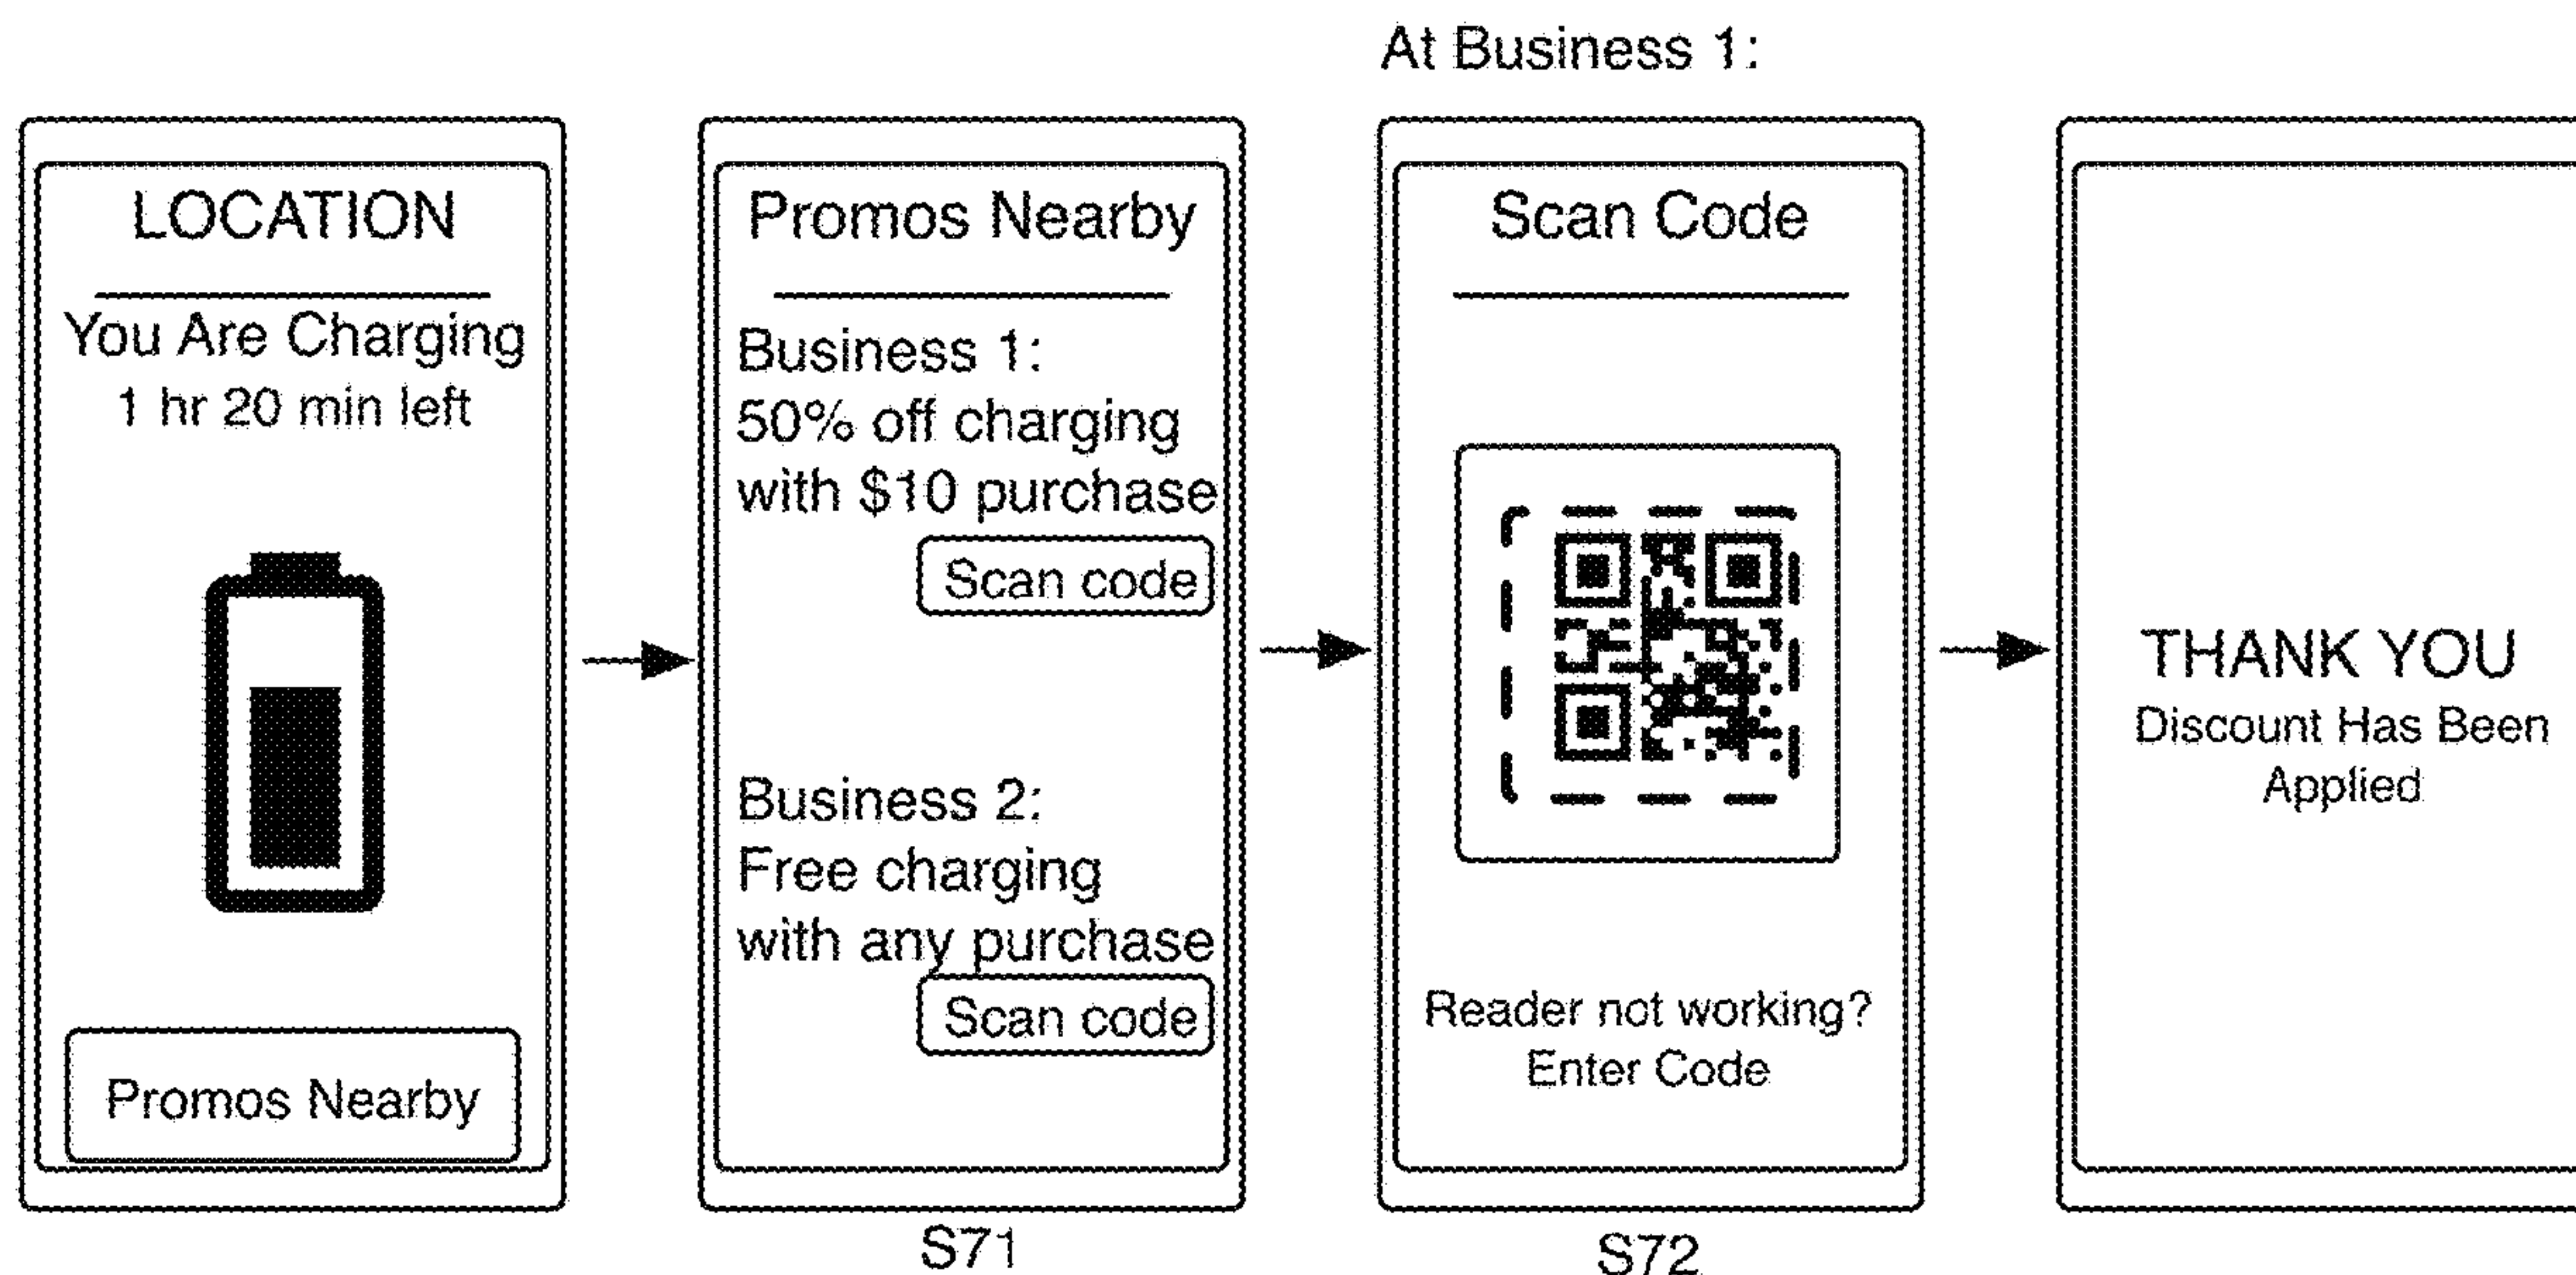 At Business 1:
LOCATION
You Are Charging
1 hr 20 min left
Promos Nearby
Promos Nearby
Business 1:
50% off charging
with $10 purchase
Scan code
Business 2:
Free charging
with any purchase
Scan code
S71
Scan Code
Reader not working?
Enter Code
S72
THANK YOU
Discount Has Been
Applied